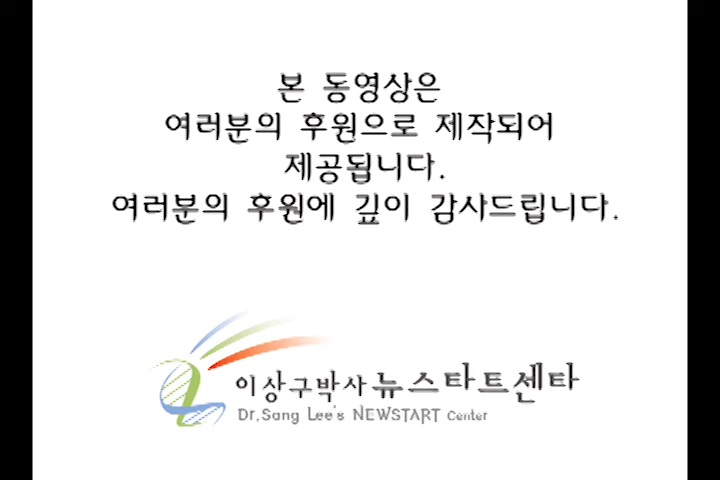 본 동영상은
여러분의 후원으로 제작되어
제공됩니다.
여러분의 후원에 깊이 감사드립니다.
이상구박사 뉴스타트센타
Dr.Sang Lee's NEWSTART Center